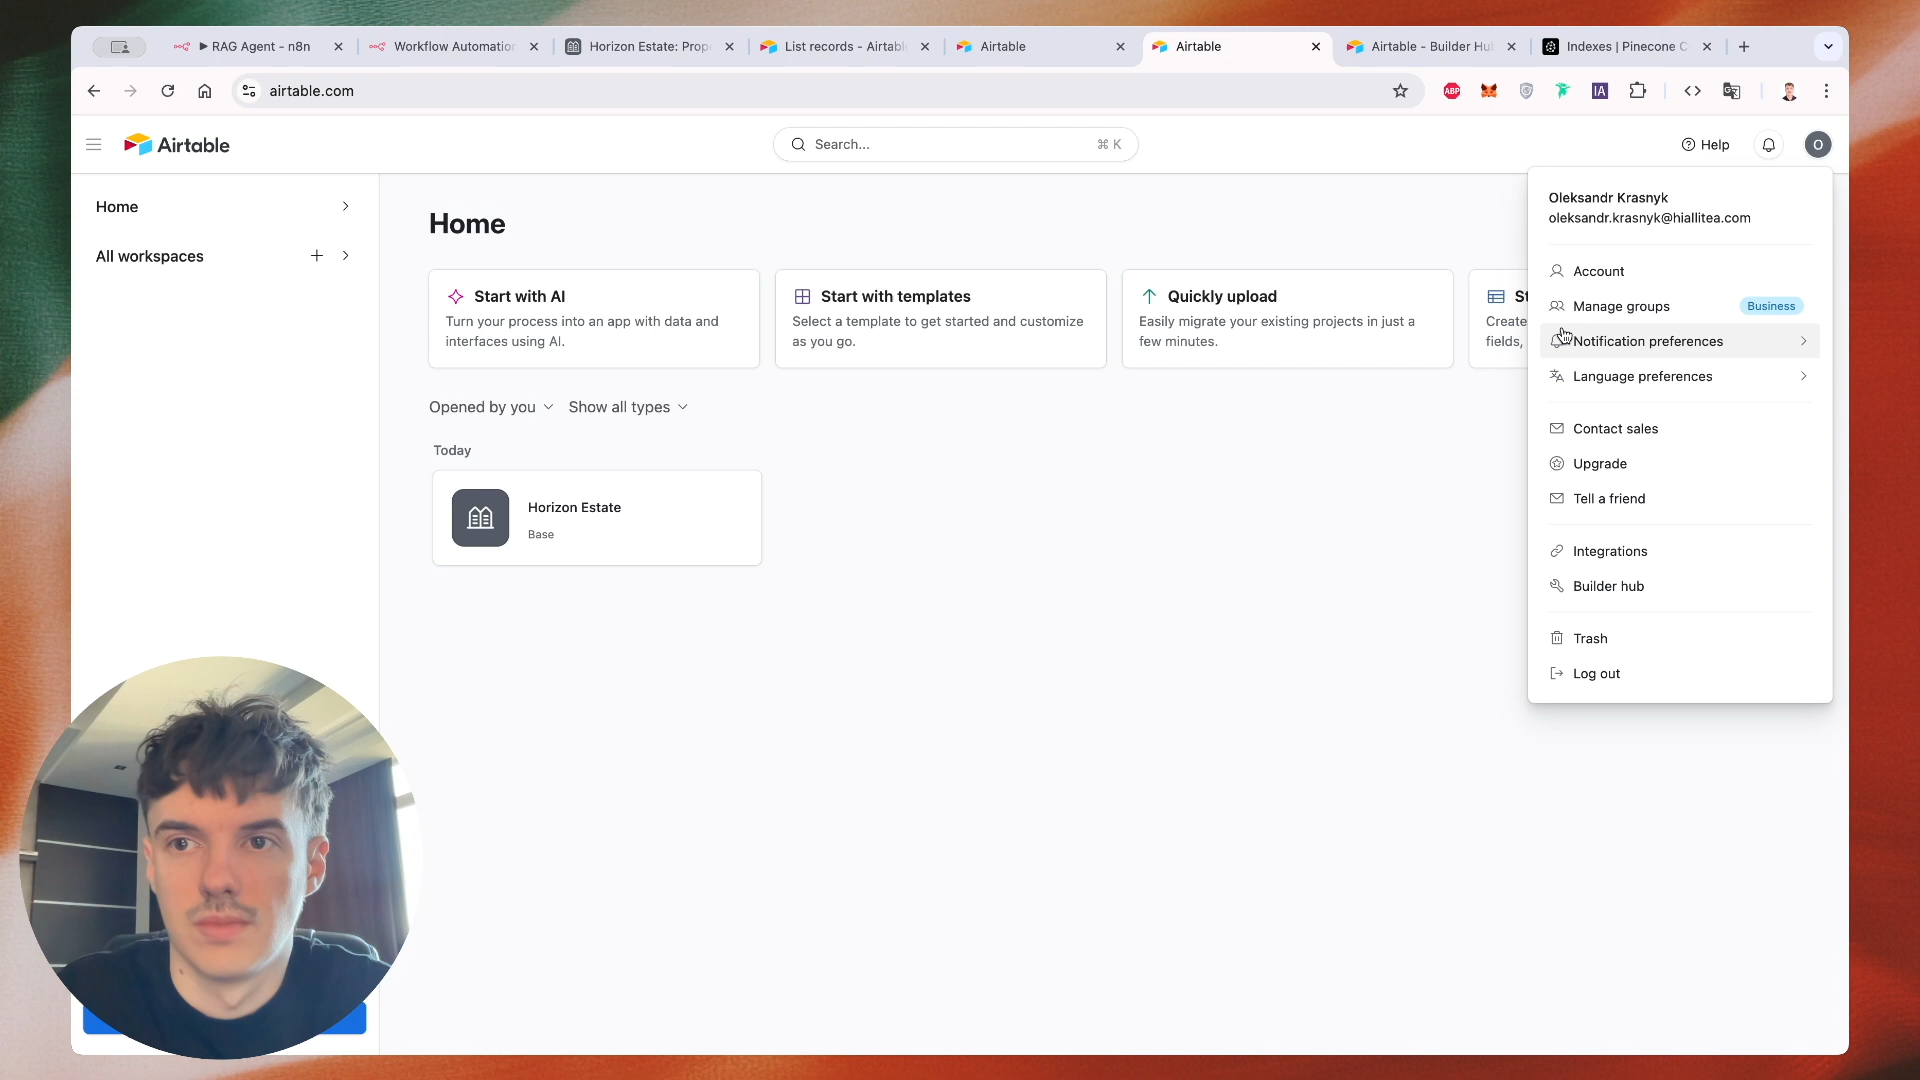 RAG Agent - n8n
Workflow Automation
Horizon Estate: Prop
List records - Airtabl
Airtable
Airtable
Airtable - Builder Hu
Indexes | Pinecone C
airtable.com
ABP
IA
Airtable
Search...
⌘ K
Help
O
Home
All workspaces
Home
Start with AI
Turn your process into an app with data and
interfaces using AI.
Start with templates
Select a template to get started and customize
as you go.
Quickly upload
Easily migrate your existing projects in just a
few minutes.
St
Create
fields,
Opened by you
Show all types
Today
Horizon Estate
Base
Oleksandr Krasnyk
oleksandr.krasnyk@hiallitea.com
Account
Manage groups
Business
Notification preferences
Language preferences
Contact sales
Upgrade
Tell a friend
Integrations
Builder hub
Trash
Log out